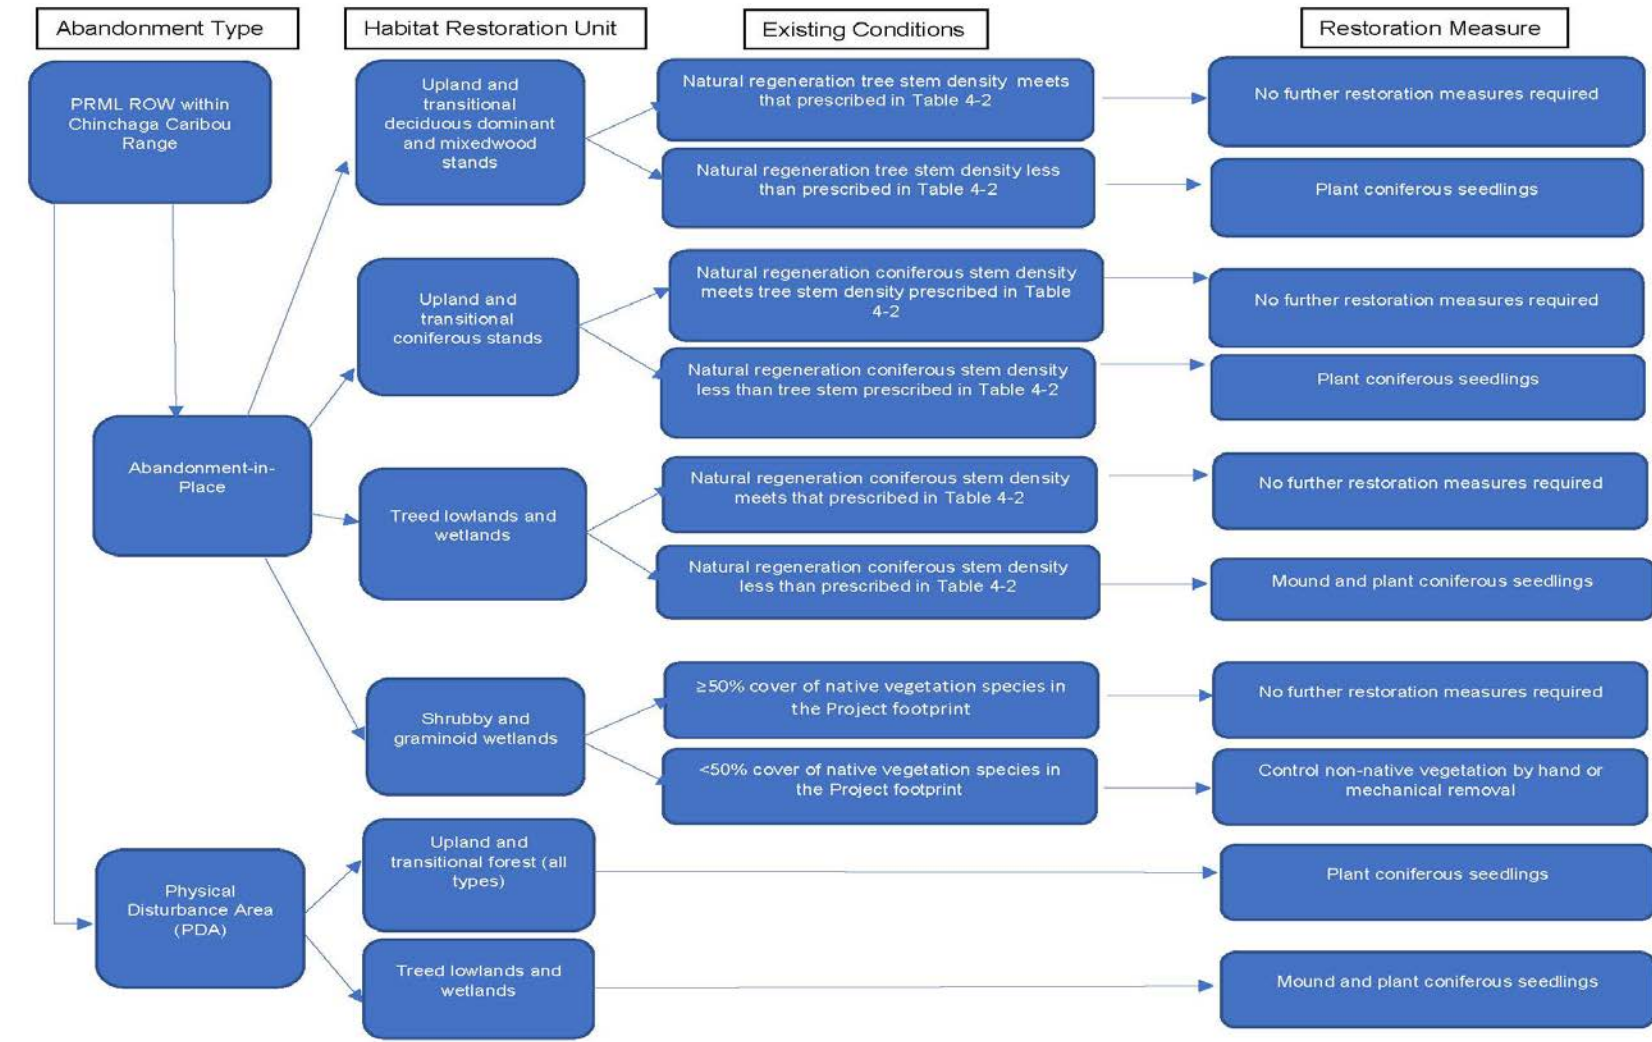 Abandonment Type
Habitat Restoration Unit
Existing Conditions
Restoration Measure
PRML ROW within
Chinchaga Caribou
Range
Upland and
transitional
deciduous dominant
and mixedwood
stands
Natural regeneration tree stem density meets
that prescribed in Table 4-2
No further restoration measures required
Natural regeneration tree stem density less
than prescribed in Table 4-2
Plant coniferous seedlings
Upland and
transitional
coniferous stands
Natural regeneration coniferous stem density
meets tree stem density prescribed in Table
4-2
No further restoration measures required
Natural regeneration coniferous stem density
less than tree stem prescribed in Table 4-2
Plant coniferous seedlings
Abandonment-in-
Place
Treed lowlands and
wetlands
Natural regeneration coniferous stem density
meets that prescribed in Table 4-2
No further restoration measures required
Natural regeneration coniferous stem density
less than prescribed in Table 4-2
Mound and plant coniferous seedlings
Shrubby and
graminoid wetlands
≥50% cover of native vegetation species in
the Project footprint
No further restoration measures required
<50% cover of native vegetation species in
the Project footprint
Control non-native vegetation by hand or
mechanical removal
Physical
Disturbance Area
(PDA)
Upland and
transitional forest (all
types)
Plant coniferous seedlings
Treed lowlands and
wetlands
Mound and plant coniferous seedlings